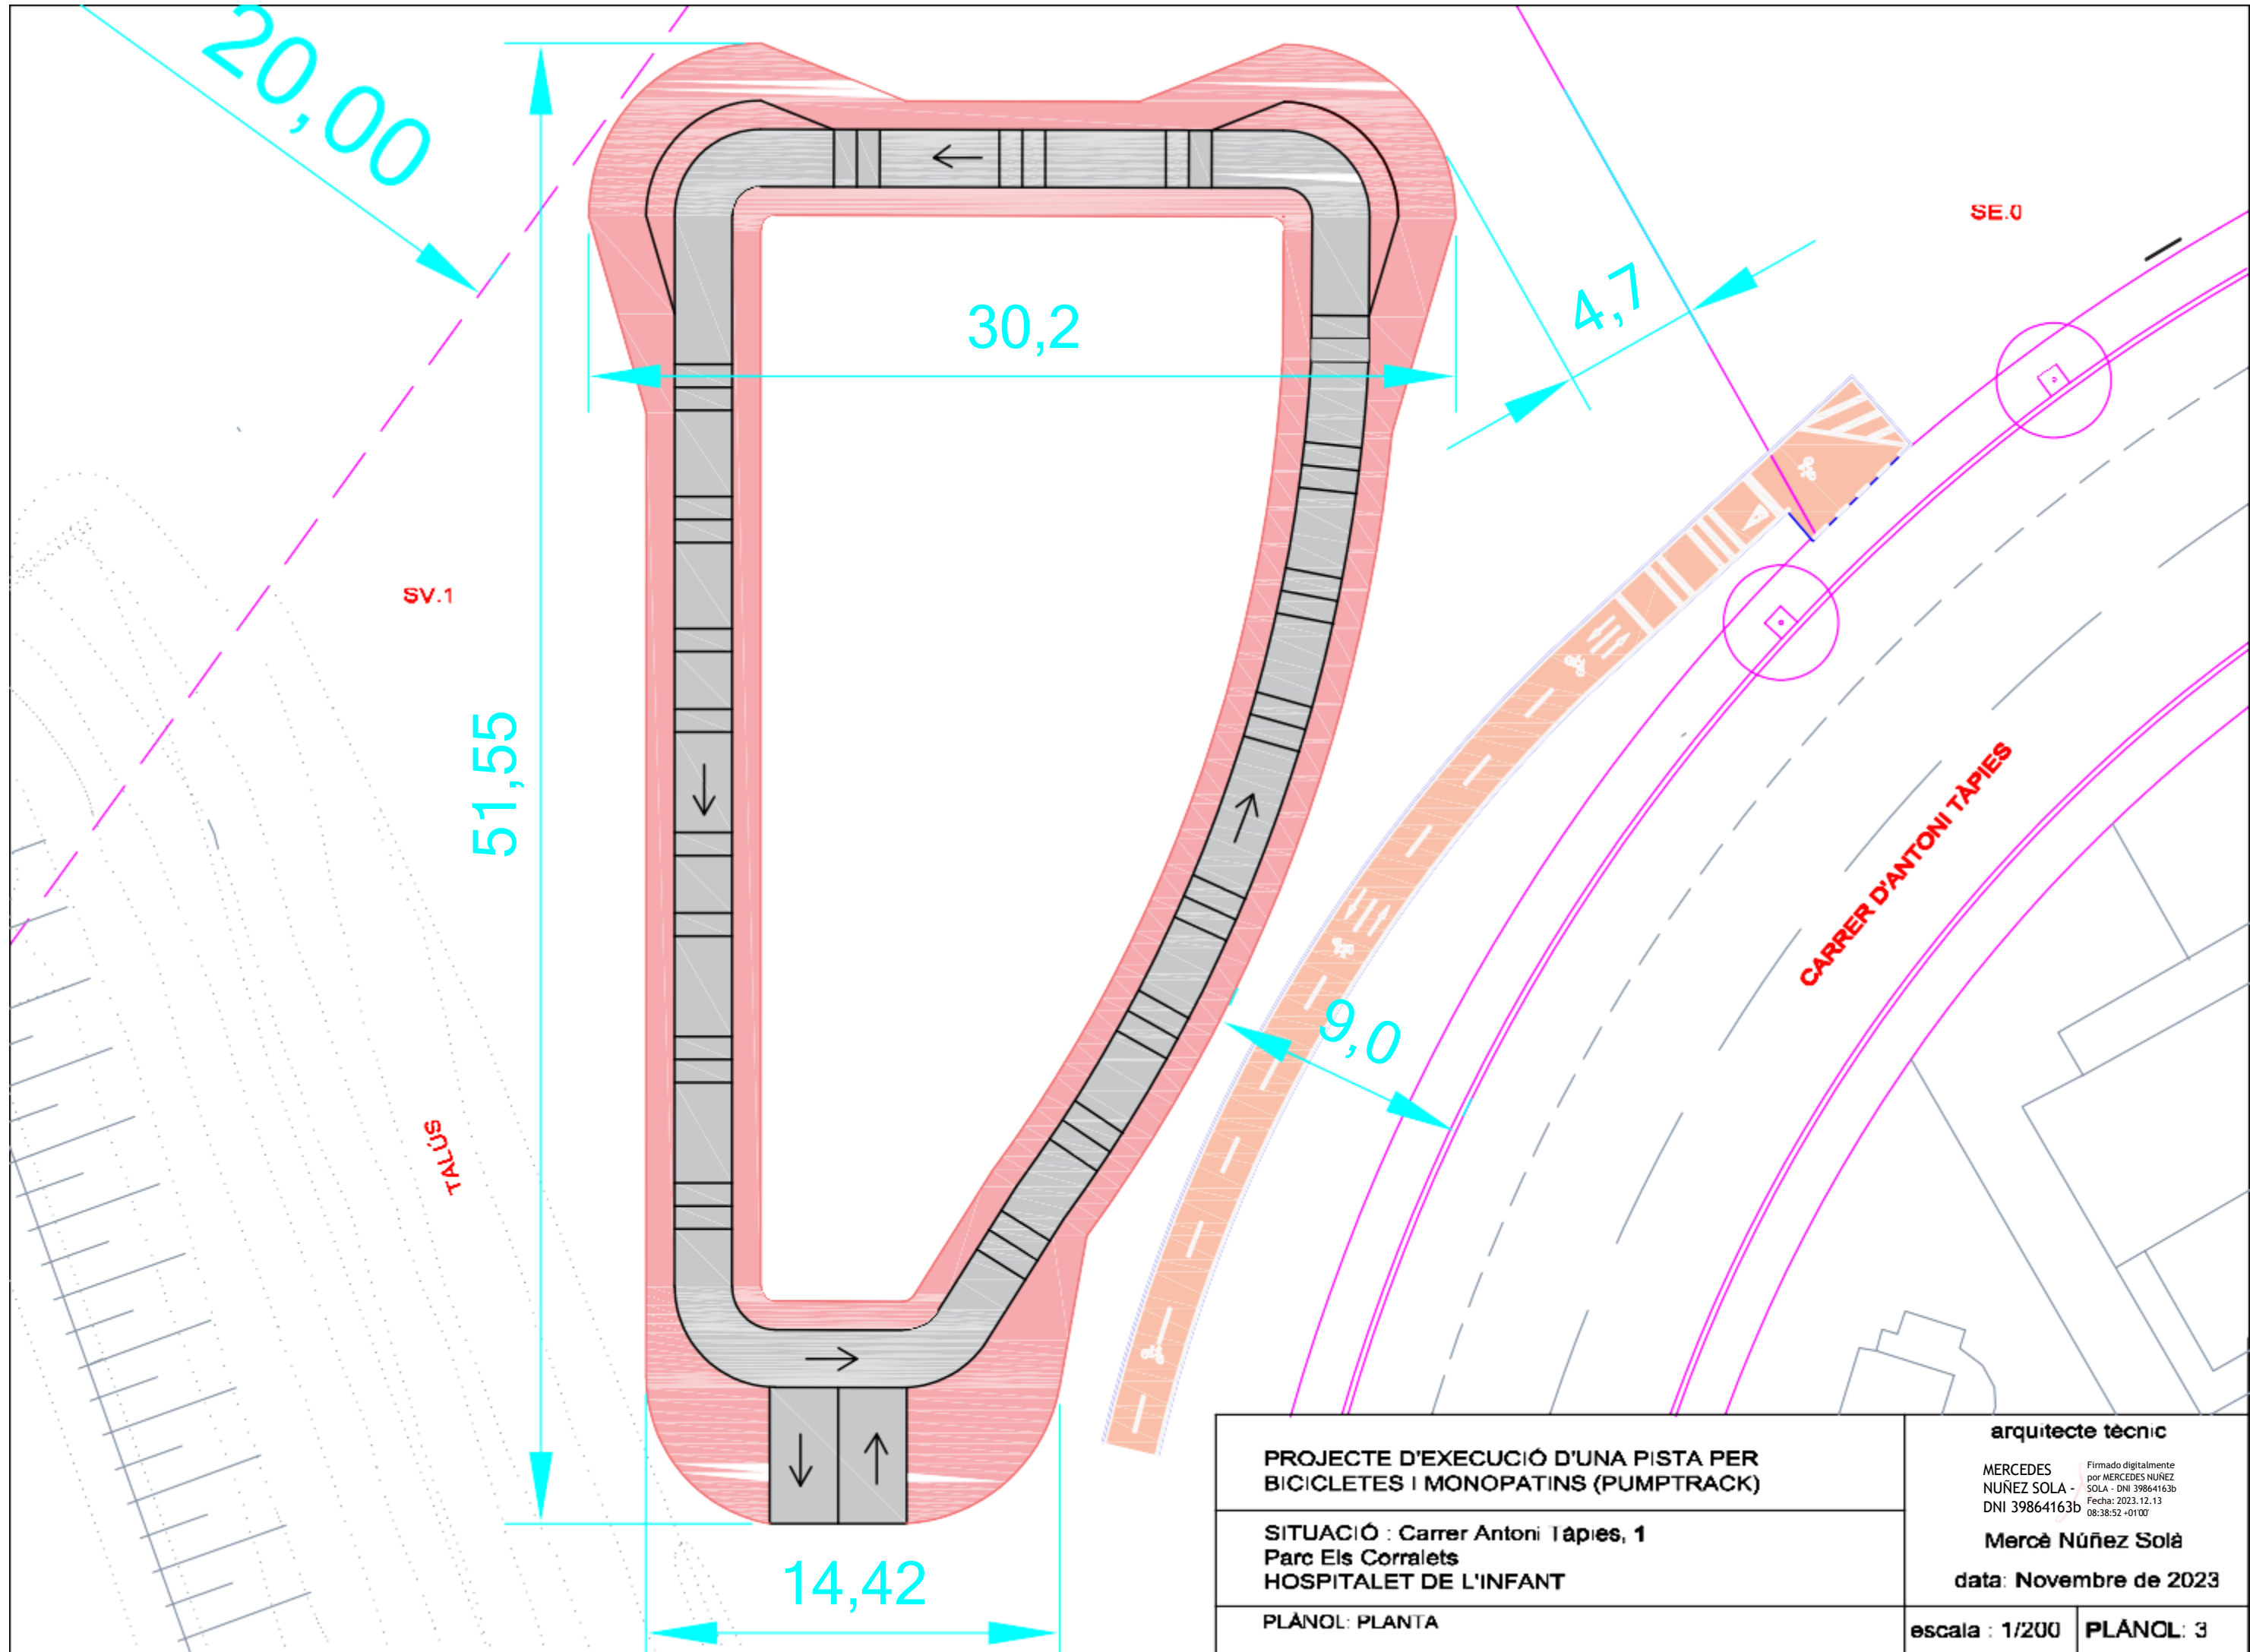 20,00
SE.0
4,7
30,2
SV.1
51,55
CARRER D'ANTONI TÀPIES
9,0
TALÚS
14,42
PROJECTE D'EXECUCIÓ D'UNA PISTA PER
BICICLETES I MONOPATINS (PUMPTRACK)
SITUACIÓ : Carrer Antoni Tàpies, 1
Parc Els Corralets
HOSPITALET DE L'INFANT
PLÀNOL: PLANTA
arquitecte tècnic
MERCEDES
NUÑEZ SOLA -
DNI 39864163b
Firmado digitalmente
por MERCEDES NUÑEZ
SOLA - DNI 39864163b
Fecha: 2023.12.13
08:38:52 +01'00'
Mercè Núñez Solà
data: Novembre de 2023
escala : 1/200
PLÀNOL: 3